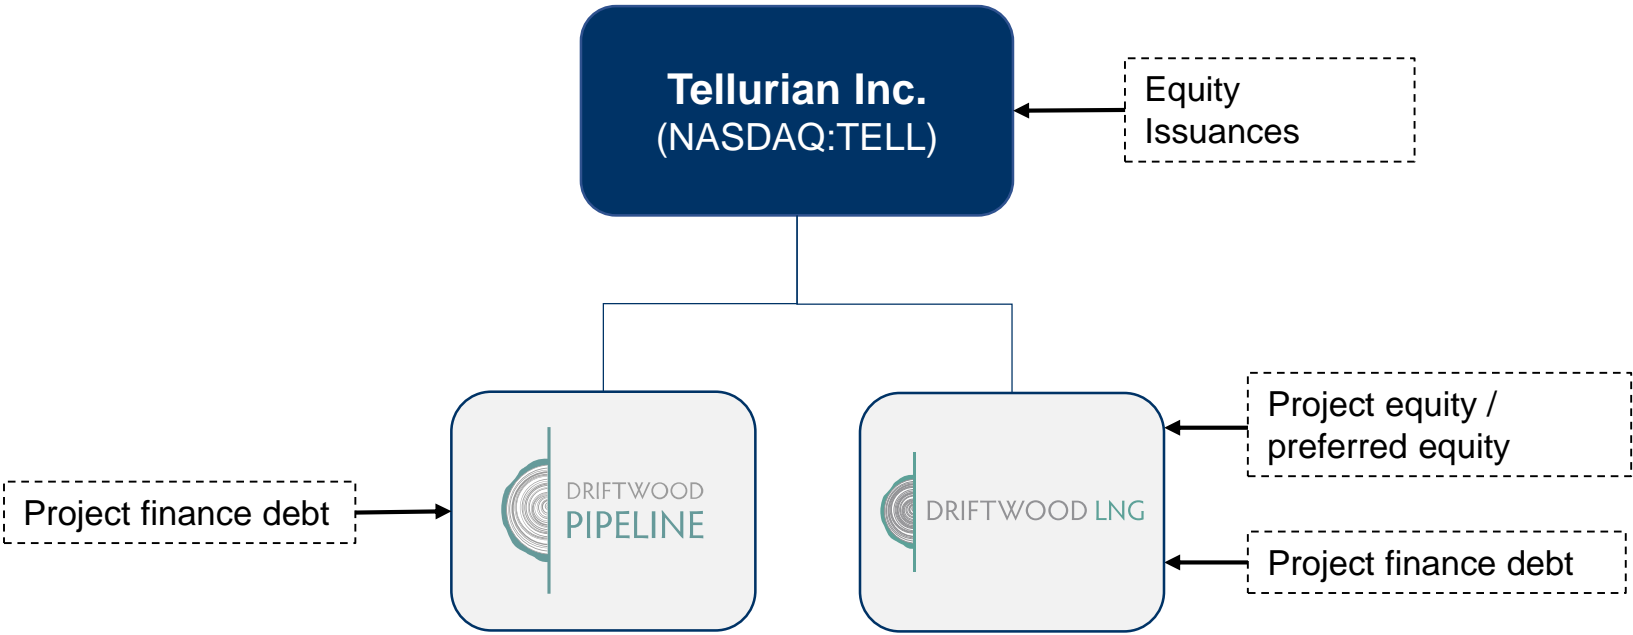 Tellurian Inc.
(NASDAQ:TELL)
Equity
Issuances
Project equity /
preferred equity
Project finance debt
DRIFTWOOD
PIPELINE
DRIFTWOOD LNG
Project finance debt